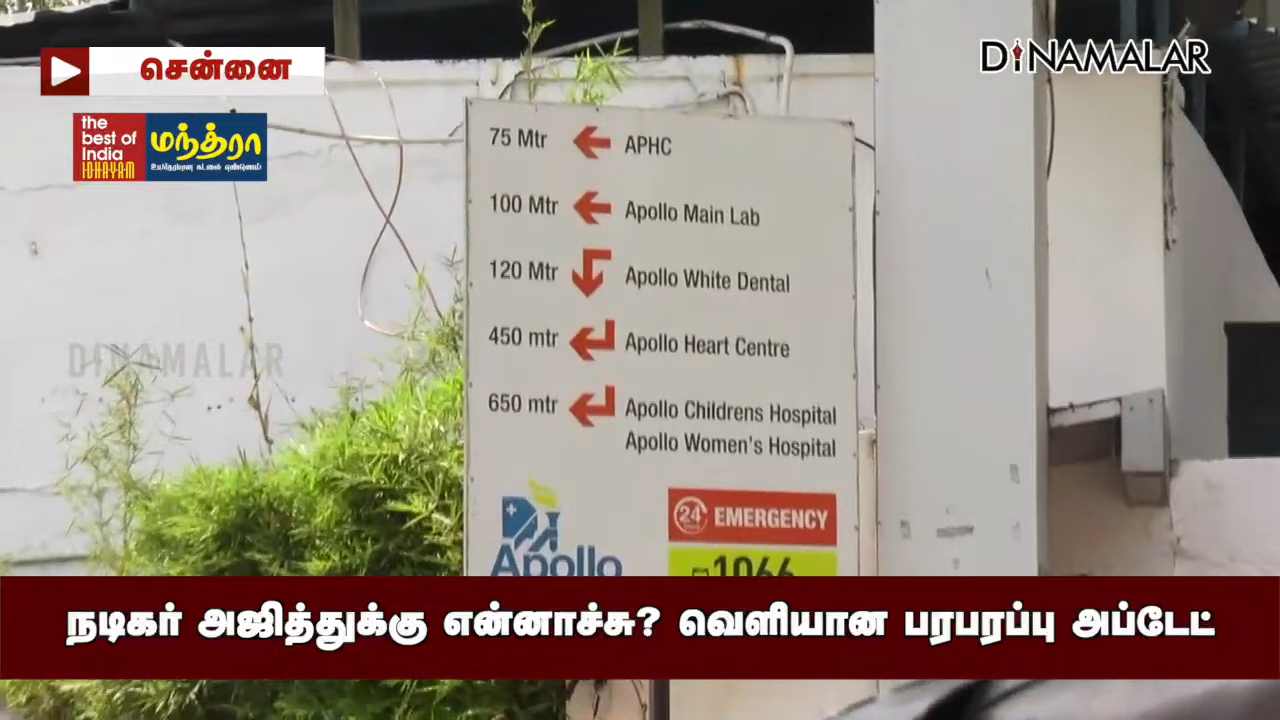 சென்னை
DINAMALAR
the
best of
India
IDHAYAM
மந்த்ரா
75 Mtr APHC
100 Mtr Apollo Main Lab
120 Mtr Apollo White Dental
450 mtr Apollo Heart Centre
650 mtr Apollo Childrens Hospital
Apollo Women's Hospital
DINAMALAR
24
EMERGENCY
Apollo
1066
நடிகர் அஜித்துக்கு என்னாச்சு? வெளியான பரபரப்பு அப்டேட்